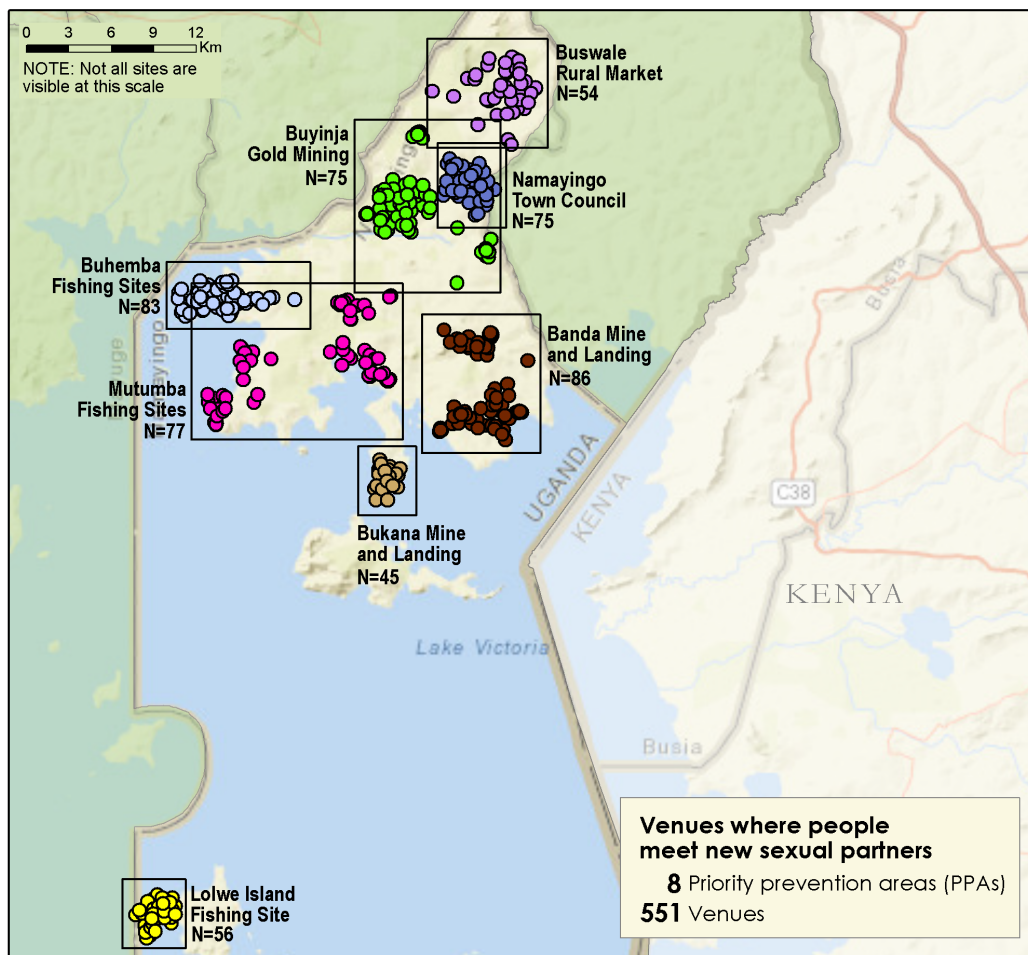 0 3 6 9 12
Km
NOTE: Not all sites are
visible at this scale
Buswale
Rural Market
N=54
Buyinja
Gold Mining
N=75
Namayingo
Town Council
N=75
Buhemba
Fishing Sites
N=83
Busia
Banda Mine
and Landing
N=86
Mutumba
Fishing Sites
N=77
UGANDA
KENYA
C38
Bukana Mine
and Landing
N=45
KENYA
Lake Victoria
Busia
Venues where people
meet new sexual partners
8 Priority prevention areas (PPAs)
551 Venues
Lolwe Island
Fishing Site
N=56